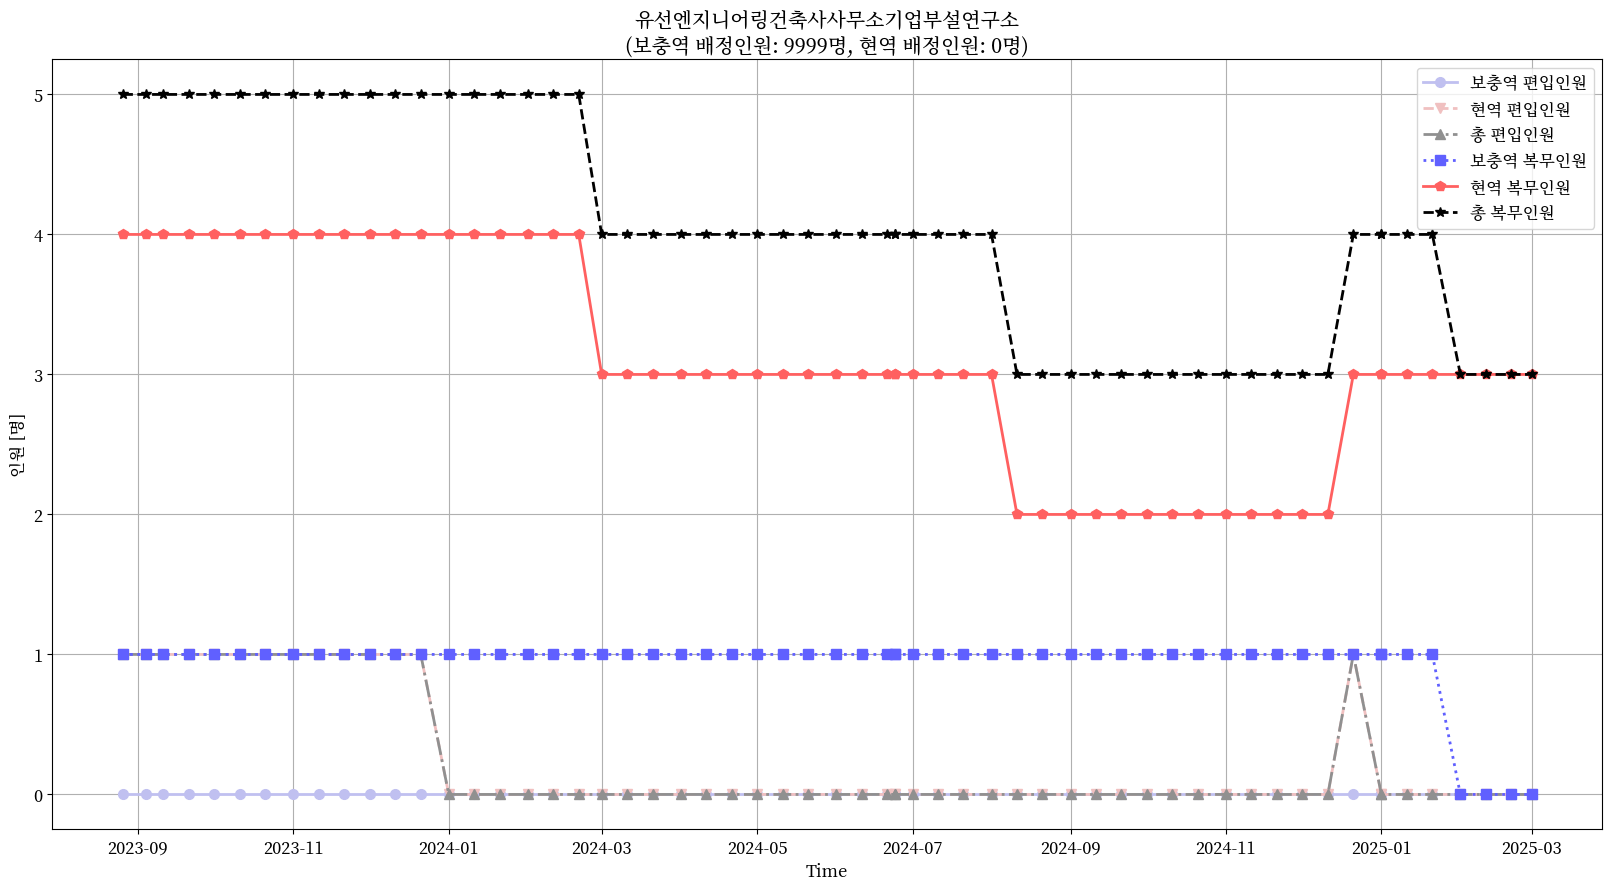 유선엔지니어링건축사사무소기업부설연구소
(보충역 배정인원: 9999명, 현역 배정인원: 0명)
보충역 편입인원
현역 편입인원
총 편입인원
보충역 복무인원
현역 복무인원
총 복무인원
인원 [명]
5
4
3
2
1
0
2023-09
2023-11
2024-01
2024-03
2024-05
2024-07
2024-09
2024-11
2025-01
2025-03
Time